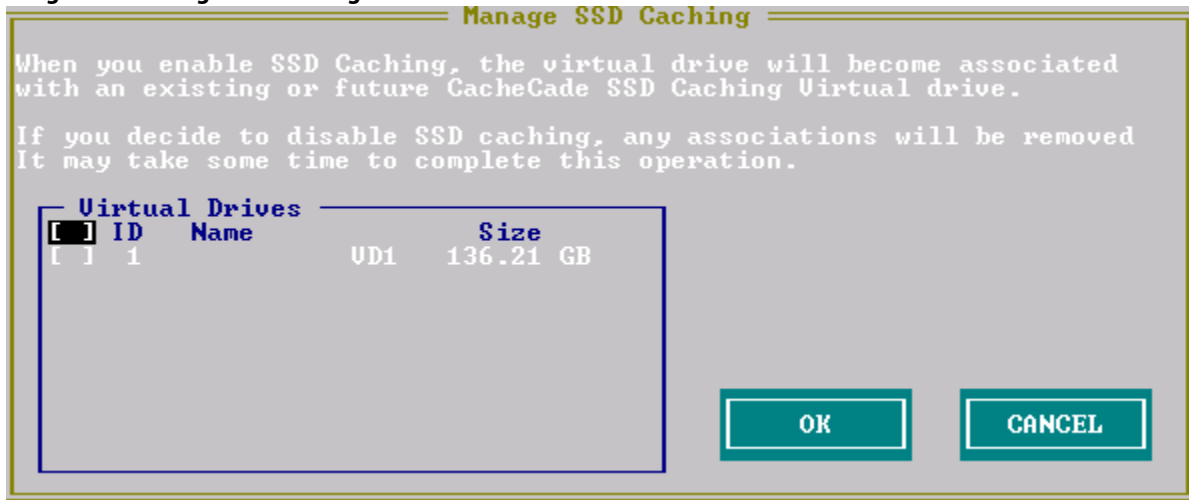 Manage SSD Caching
When you enable SSD Caching, the virtual drive will become associated
with an existing or future CacheCade SSD Caching Virtual drive.
If you decide to disable SSD caching, any associations will be removed
It may take some time to complete this operation.
Virtual Drives
[ ] ID Name Size
[ ] 1 VD1 136.21 GB
OK CANCEL